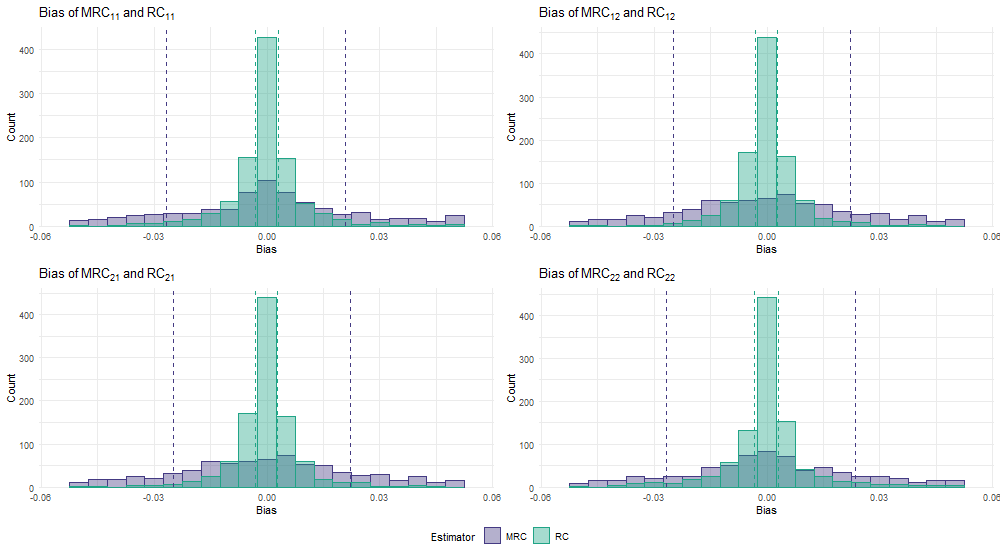 Bias of MRC₁₁ and RC₁₁
400
300
200
100
0
Count
-0.06 -0.03 0.00 0.03 0.06
Bias
Bias of MRC₁₂ and RC₁₂
400
300
200
100
0
Count
-0.06 -0.03 0.00 0.03 0.06
Bias
Bias of MRC₂₁ and RC₂₁
400
300
200
100
0
Count
-0.06 -0.03 0.00 0.03 0.06
Bias
Bias of MRC₂₂ and RC₂₂
400
300
200
100
0
Count
-0.06 -0.03 0.00 0.03 0.06
Bias
Estimator MRC RC